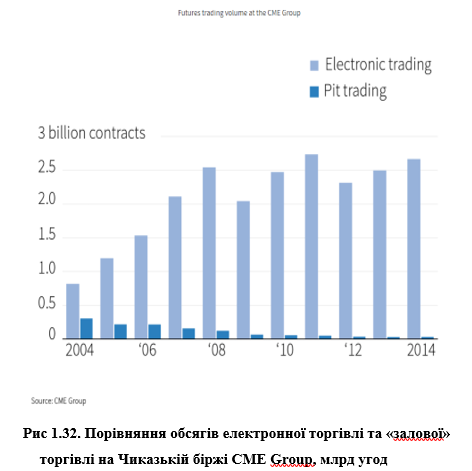 Futures trading volume at the CME Group
Electronic trading
Pit trading
3 billion contracts
2.5
2.0
1.5
1.0
0.5
0
2004 ‘06 ‘08 ‘10 ‘12 2014
Source: CME Group
Рис 1.32. Порівняння обсягів електронної торгівлі та «залової»
торгівлі на Чиказькій біржі CME Group, млрд угод